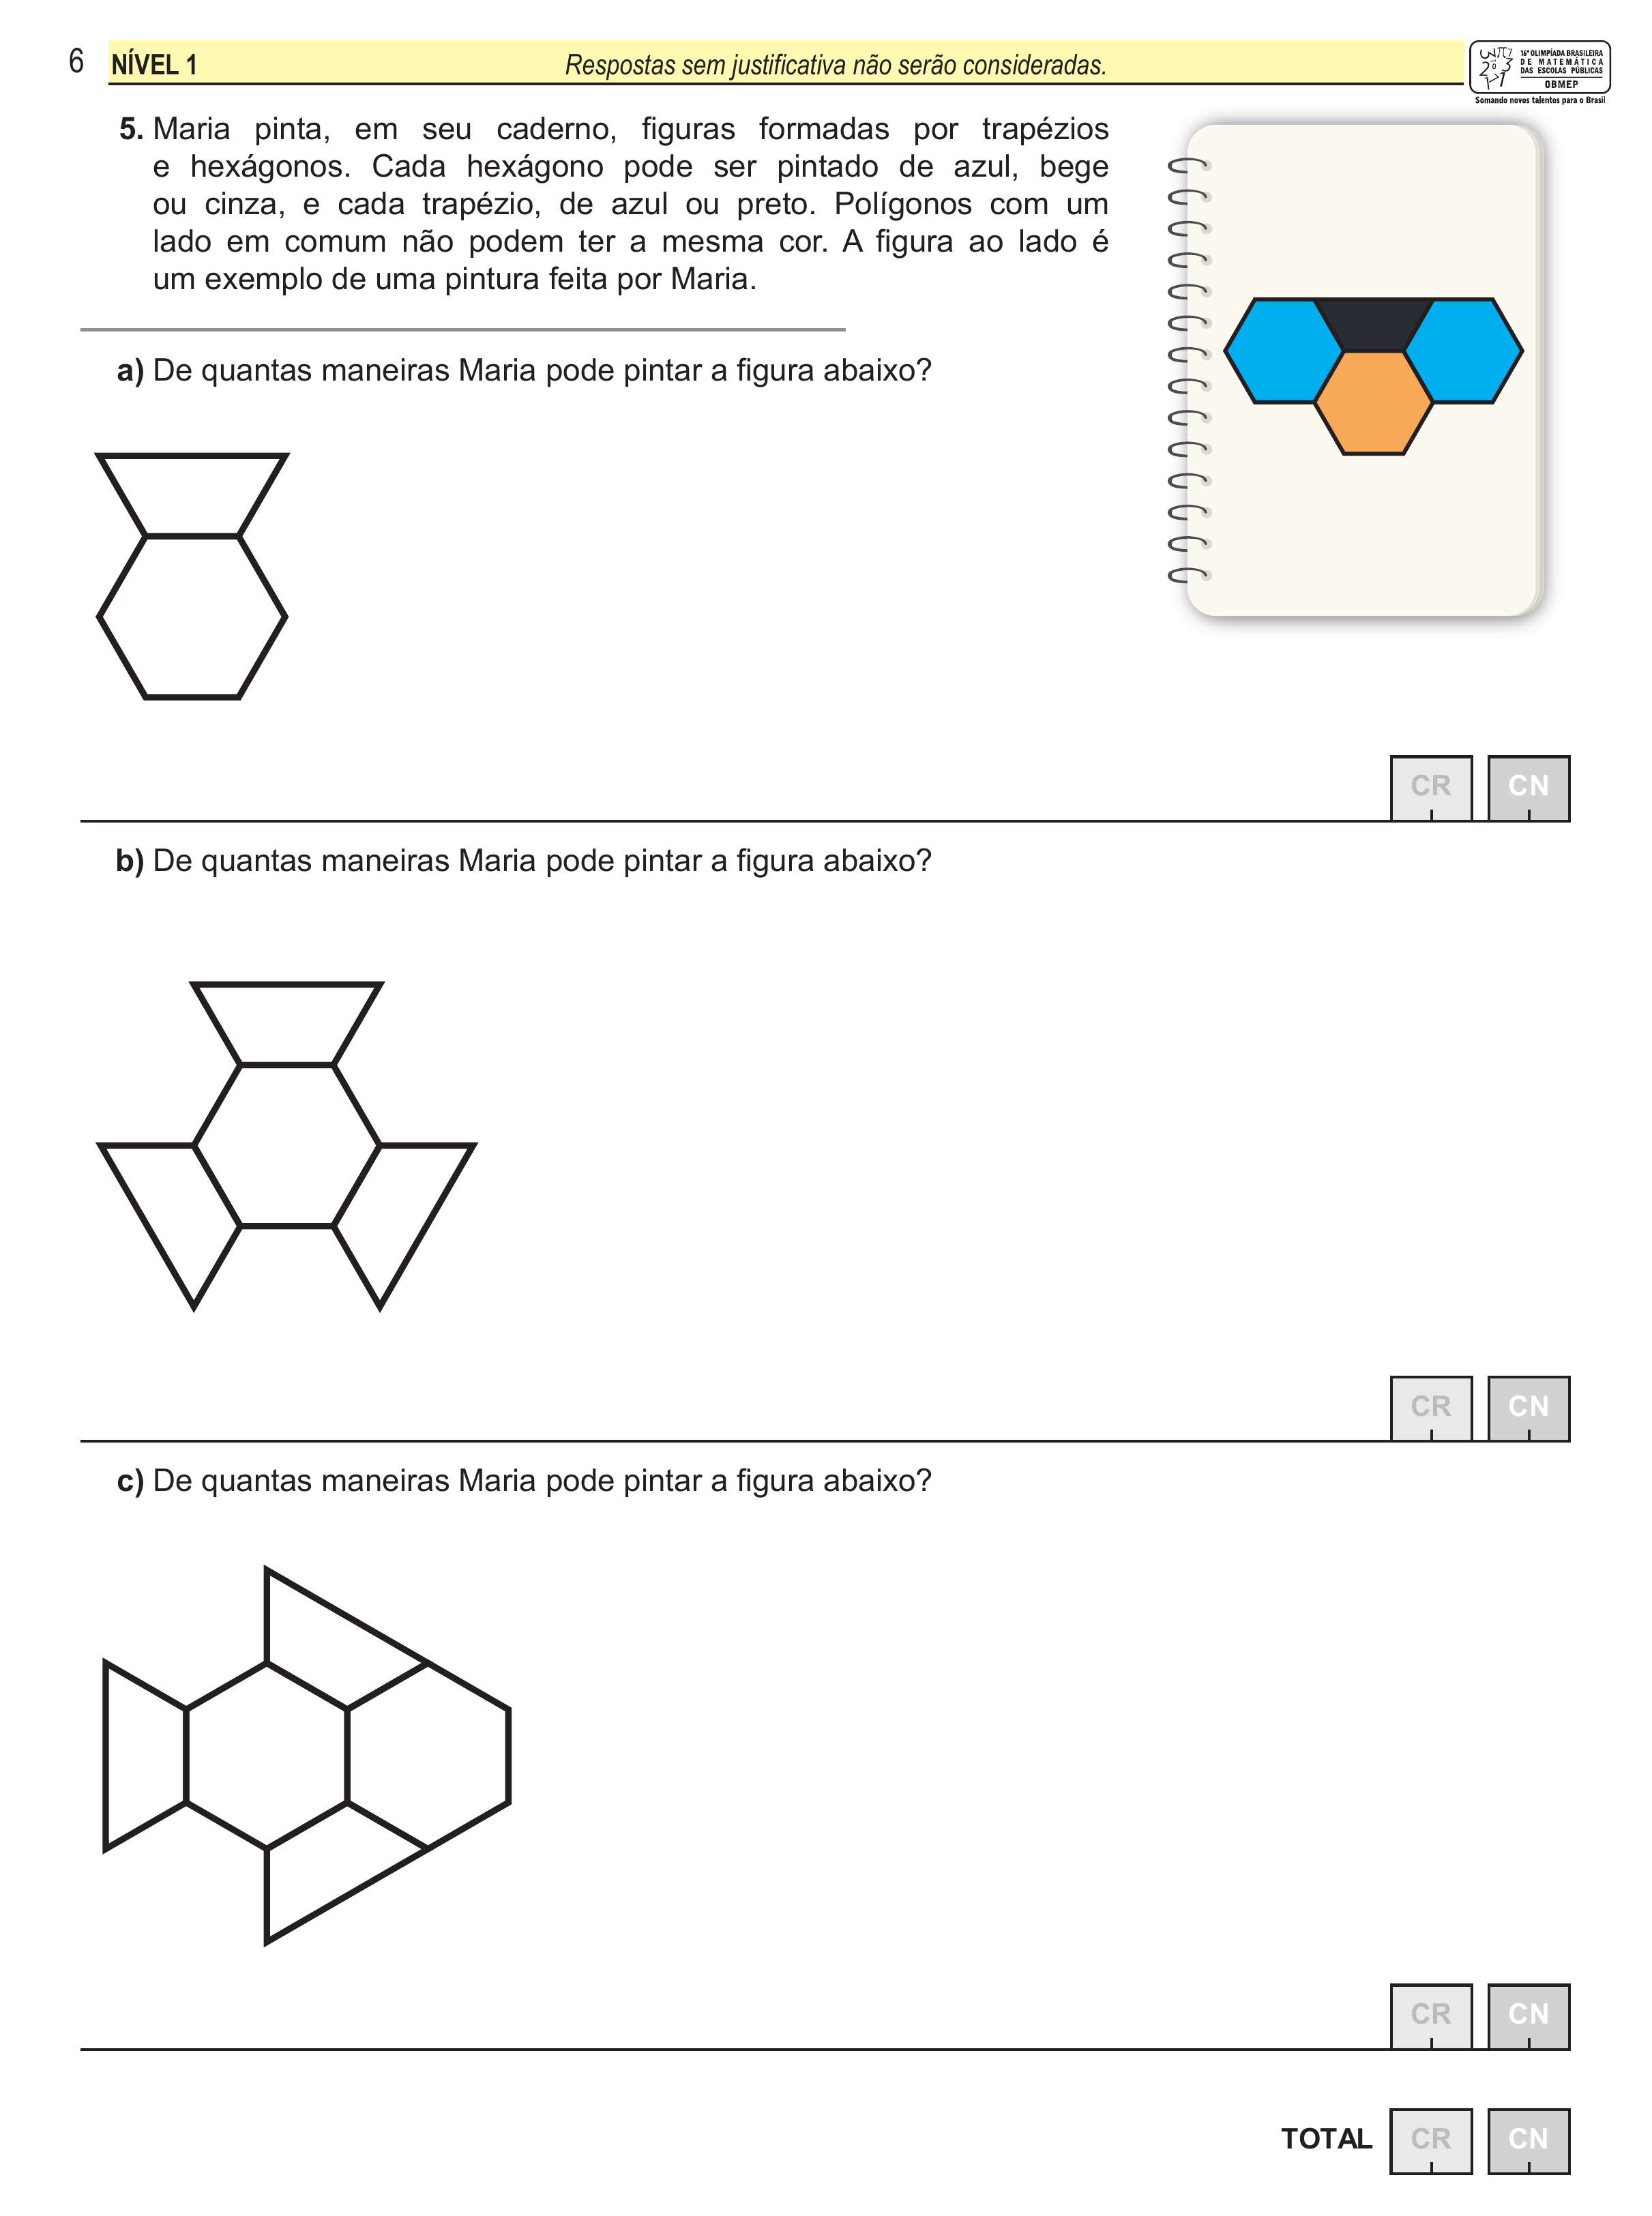 6 NÍVEL 1 Respostas sem justificativa não serão consideradas.
16ª OLIMPÍADA BRASILEIRA
DE MATEMÁTICA
DAS ESCOLAS PÚBLICAS
OBMEP
Somando novos talentos para o Brasil
5. Maria pinta, em seu caderno, figuras formadas por trapézios
e hexágonos. Cada hexágono pode ser pintado de azul, bege
ou cinza, e cada trapézio, de azul ou preto. Polígonos com um
lado em comum não podem ter a mesma cor. A figura ao lado é
um exemplo de uma pintura feita por Maria.
a) De quantas maneiras Maria pode pintar a figura abaixo?
CR CN
b) De quantas maneiras Maria pode pintar a figura abaixo?
CR CN
c) De quantas maneiras Maria pode pintar a figura abaixo?
CR CN
TOTAL CR CN